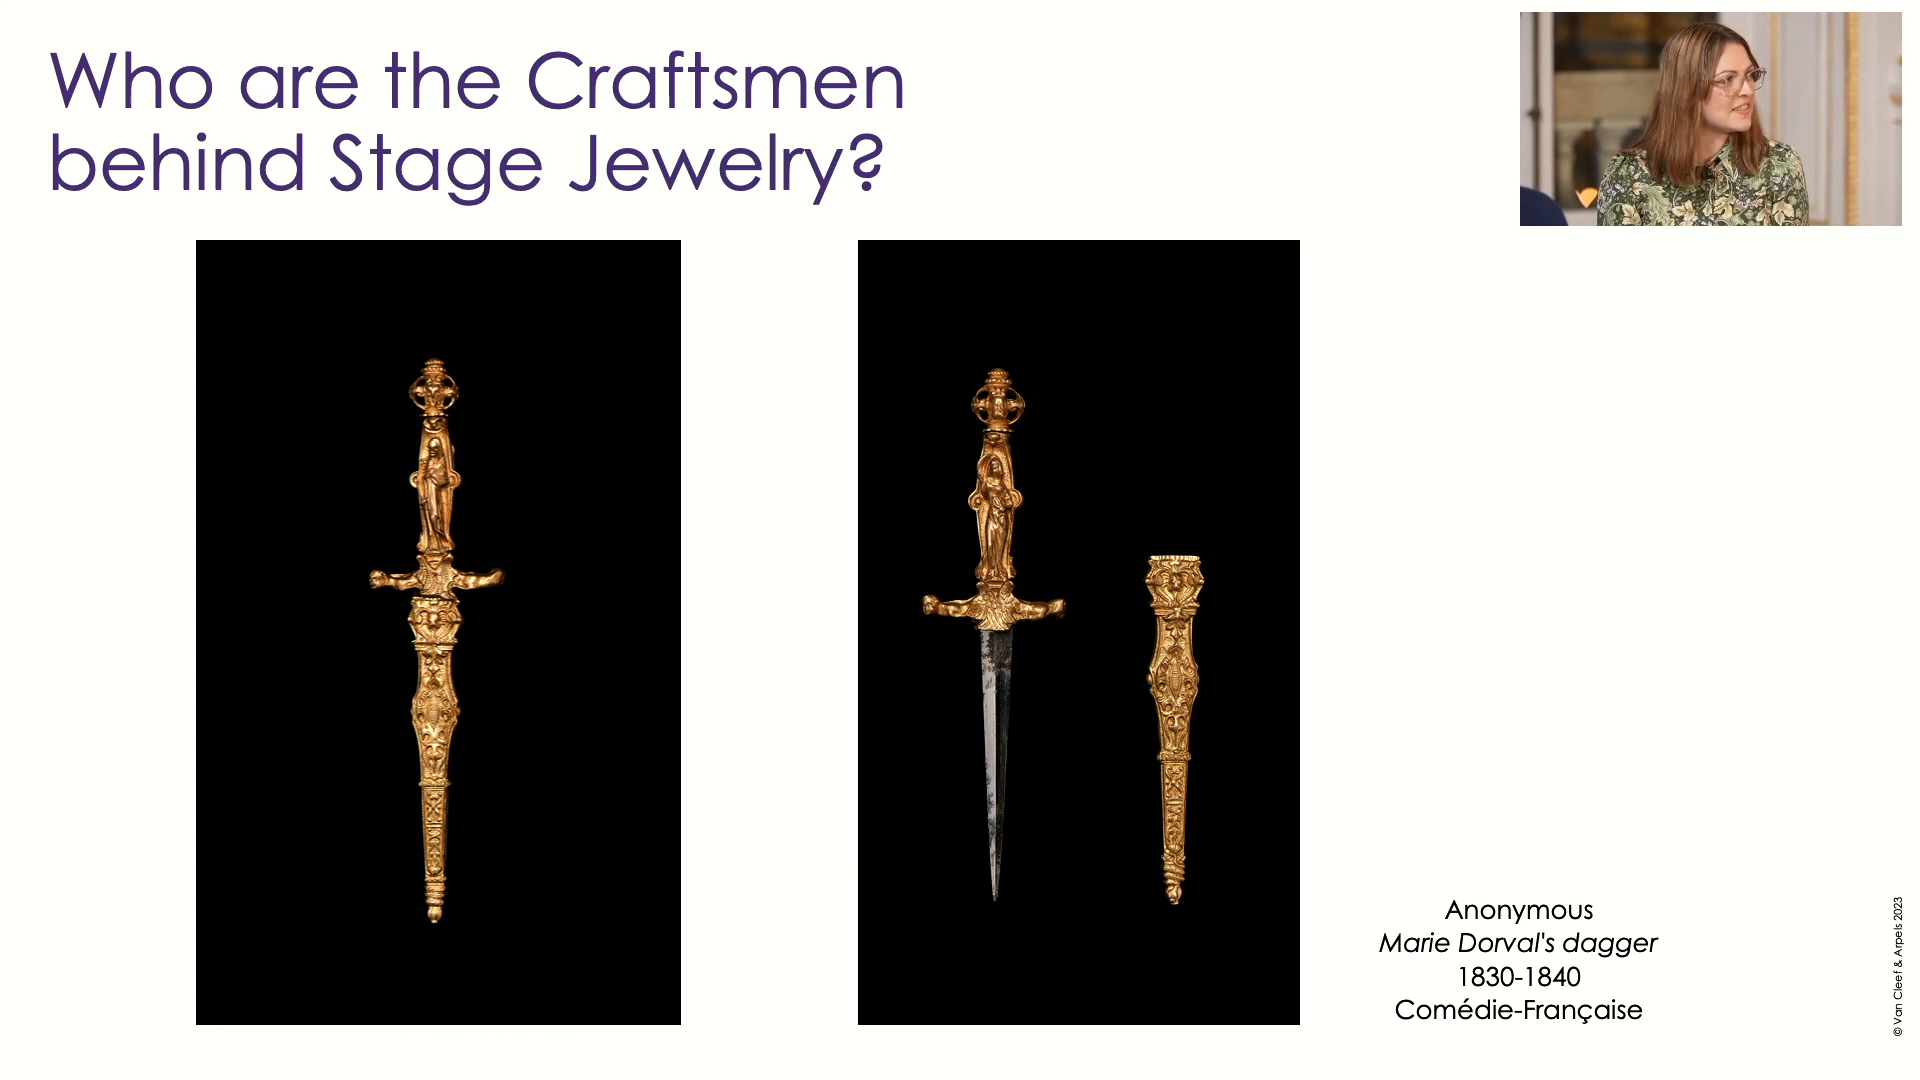 Who are the Craftsmen
behind Stage Jewelry?
Anonymous
Marie Dorval's dagger
1830-1840
Comédie-Française
© Van Cleef & Arpels 2023